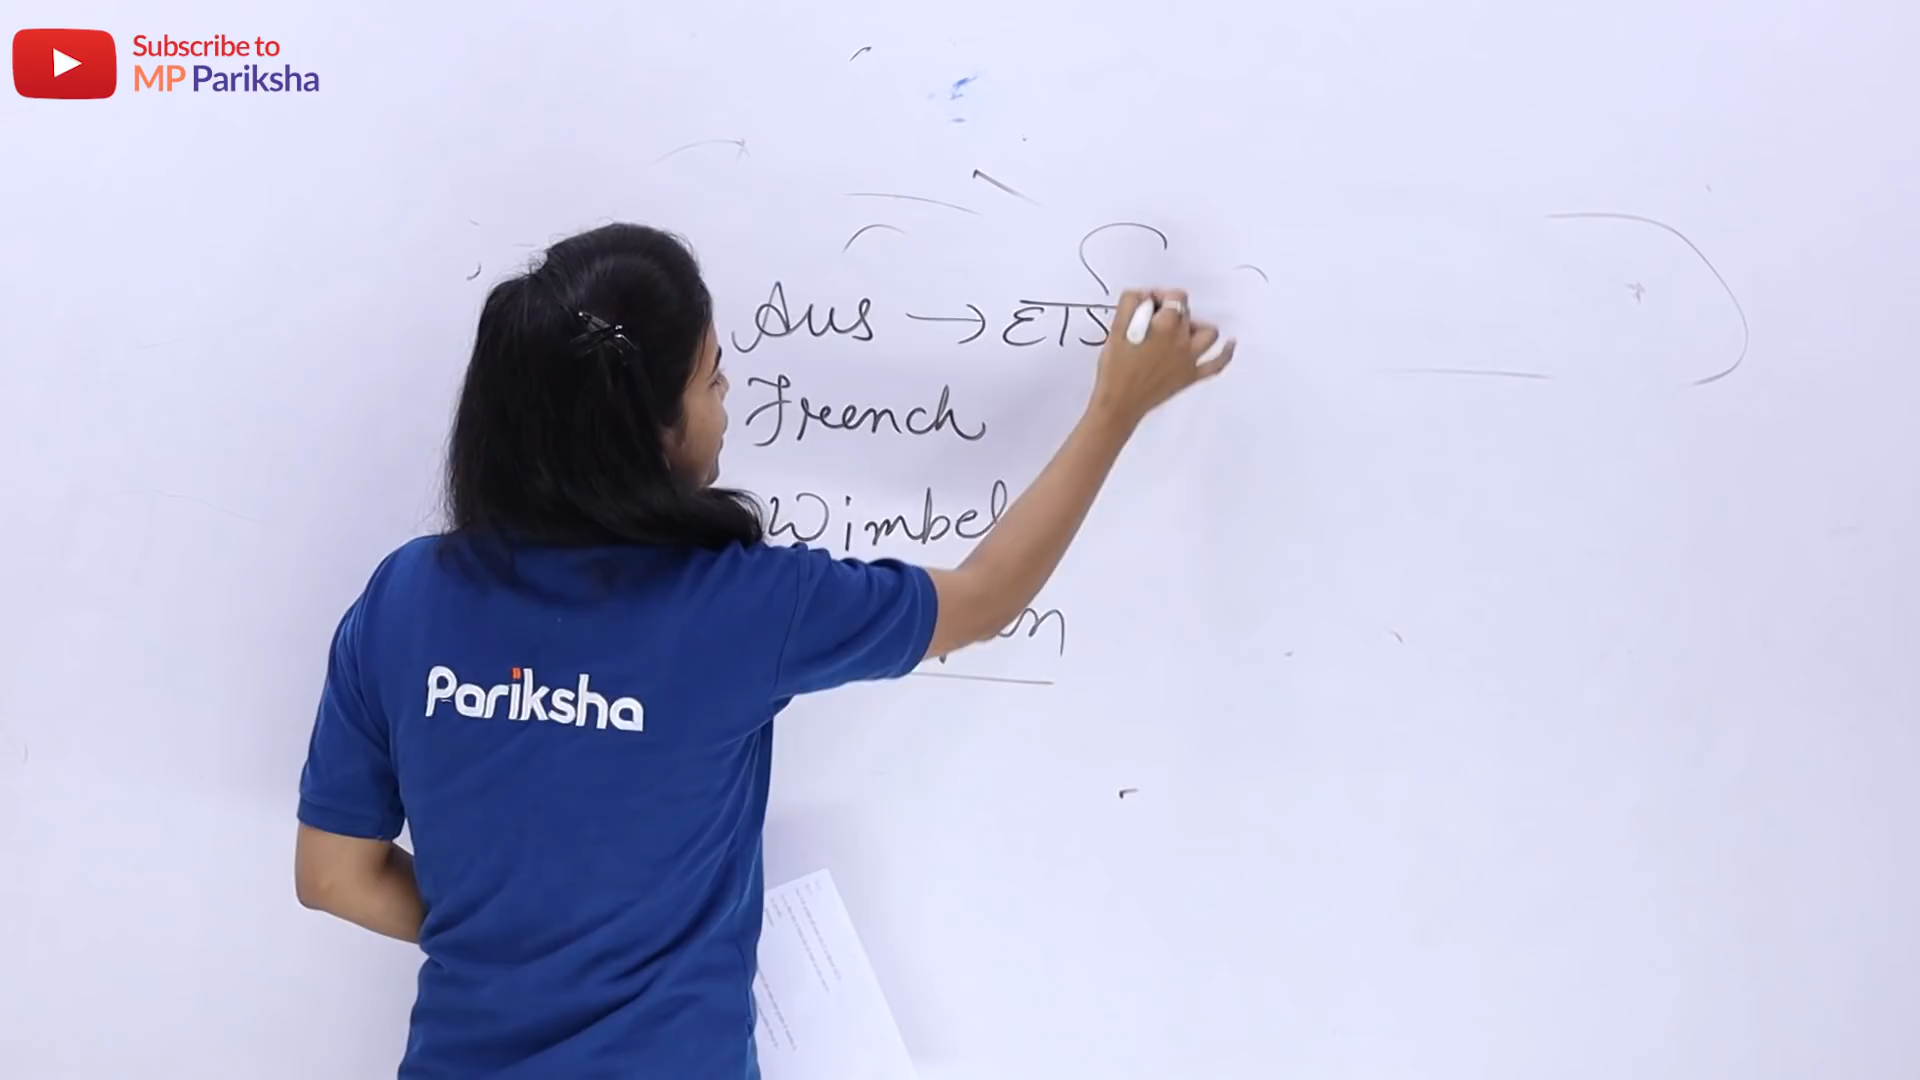 Subscribe to
MP Pariksha
Aus → ETS
French
Wimbel
Pariksha